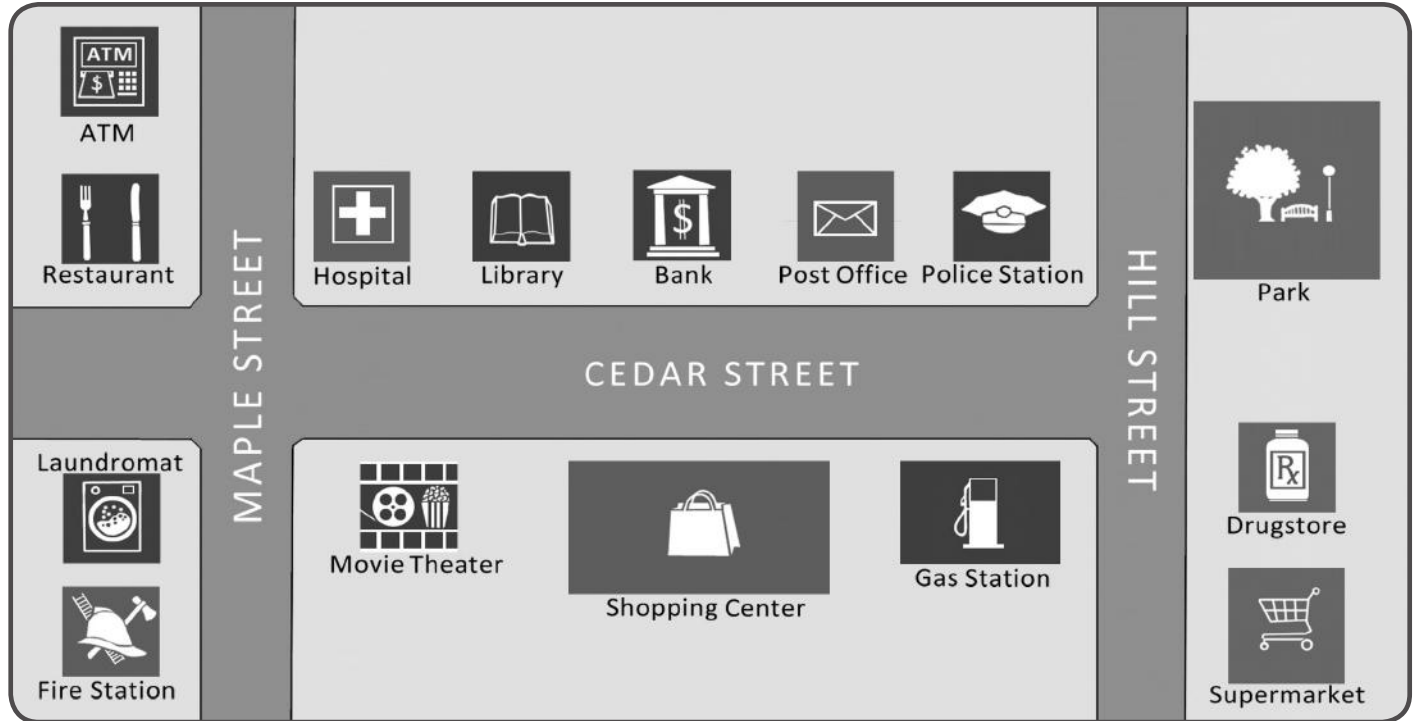 ATM
$
ATM
Restaurant
MAPLE STREET
$
Hospital
Library
Bank
Post Office
Police Station
HILL STREET
Park
CEDAR STREET
Laundromat
Movie Theater
Shopping Center
Gas Station
Rx
Drugstore
Fire Station
Supermarket